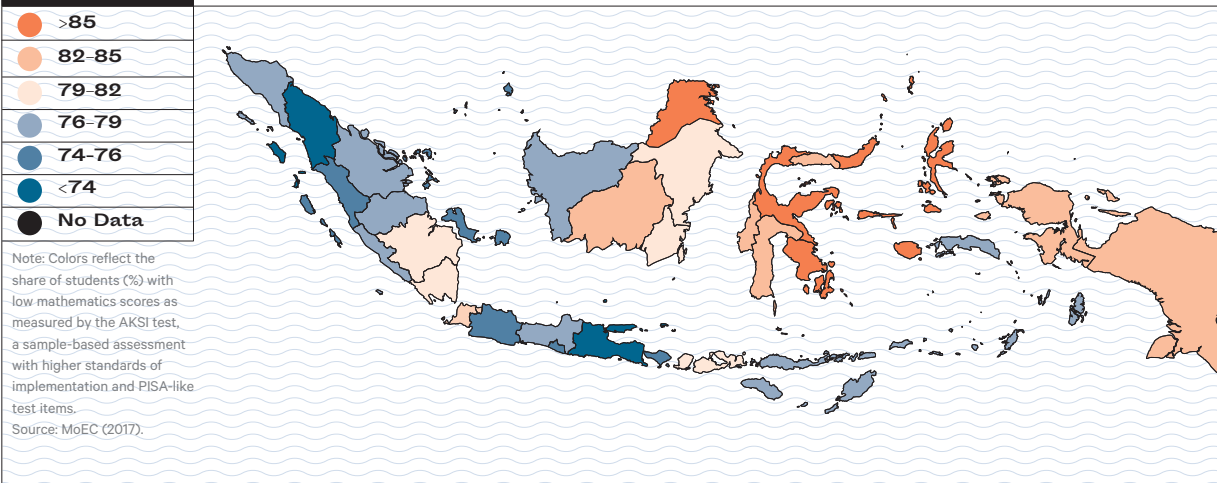 >85
82-85
79-82
76-79
74-76
<74
No Data
Note: Colors reflect the
share of students (%) with
low mathematics scores as
measured by the AKSI test,
a sample-based assessment
with higher standards of
implementation and PISA-like
test items.
Source: MoEC (2017).